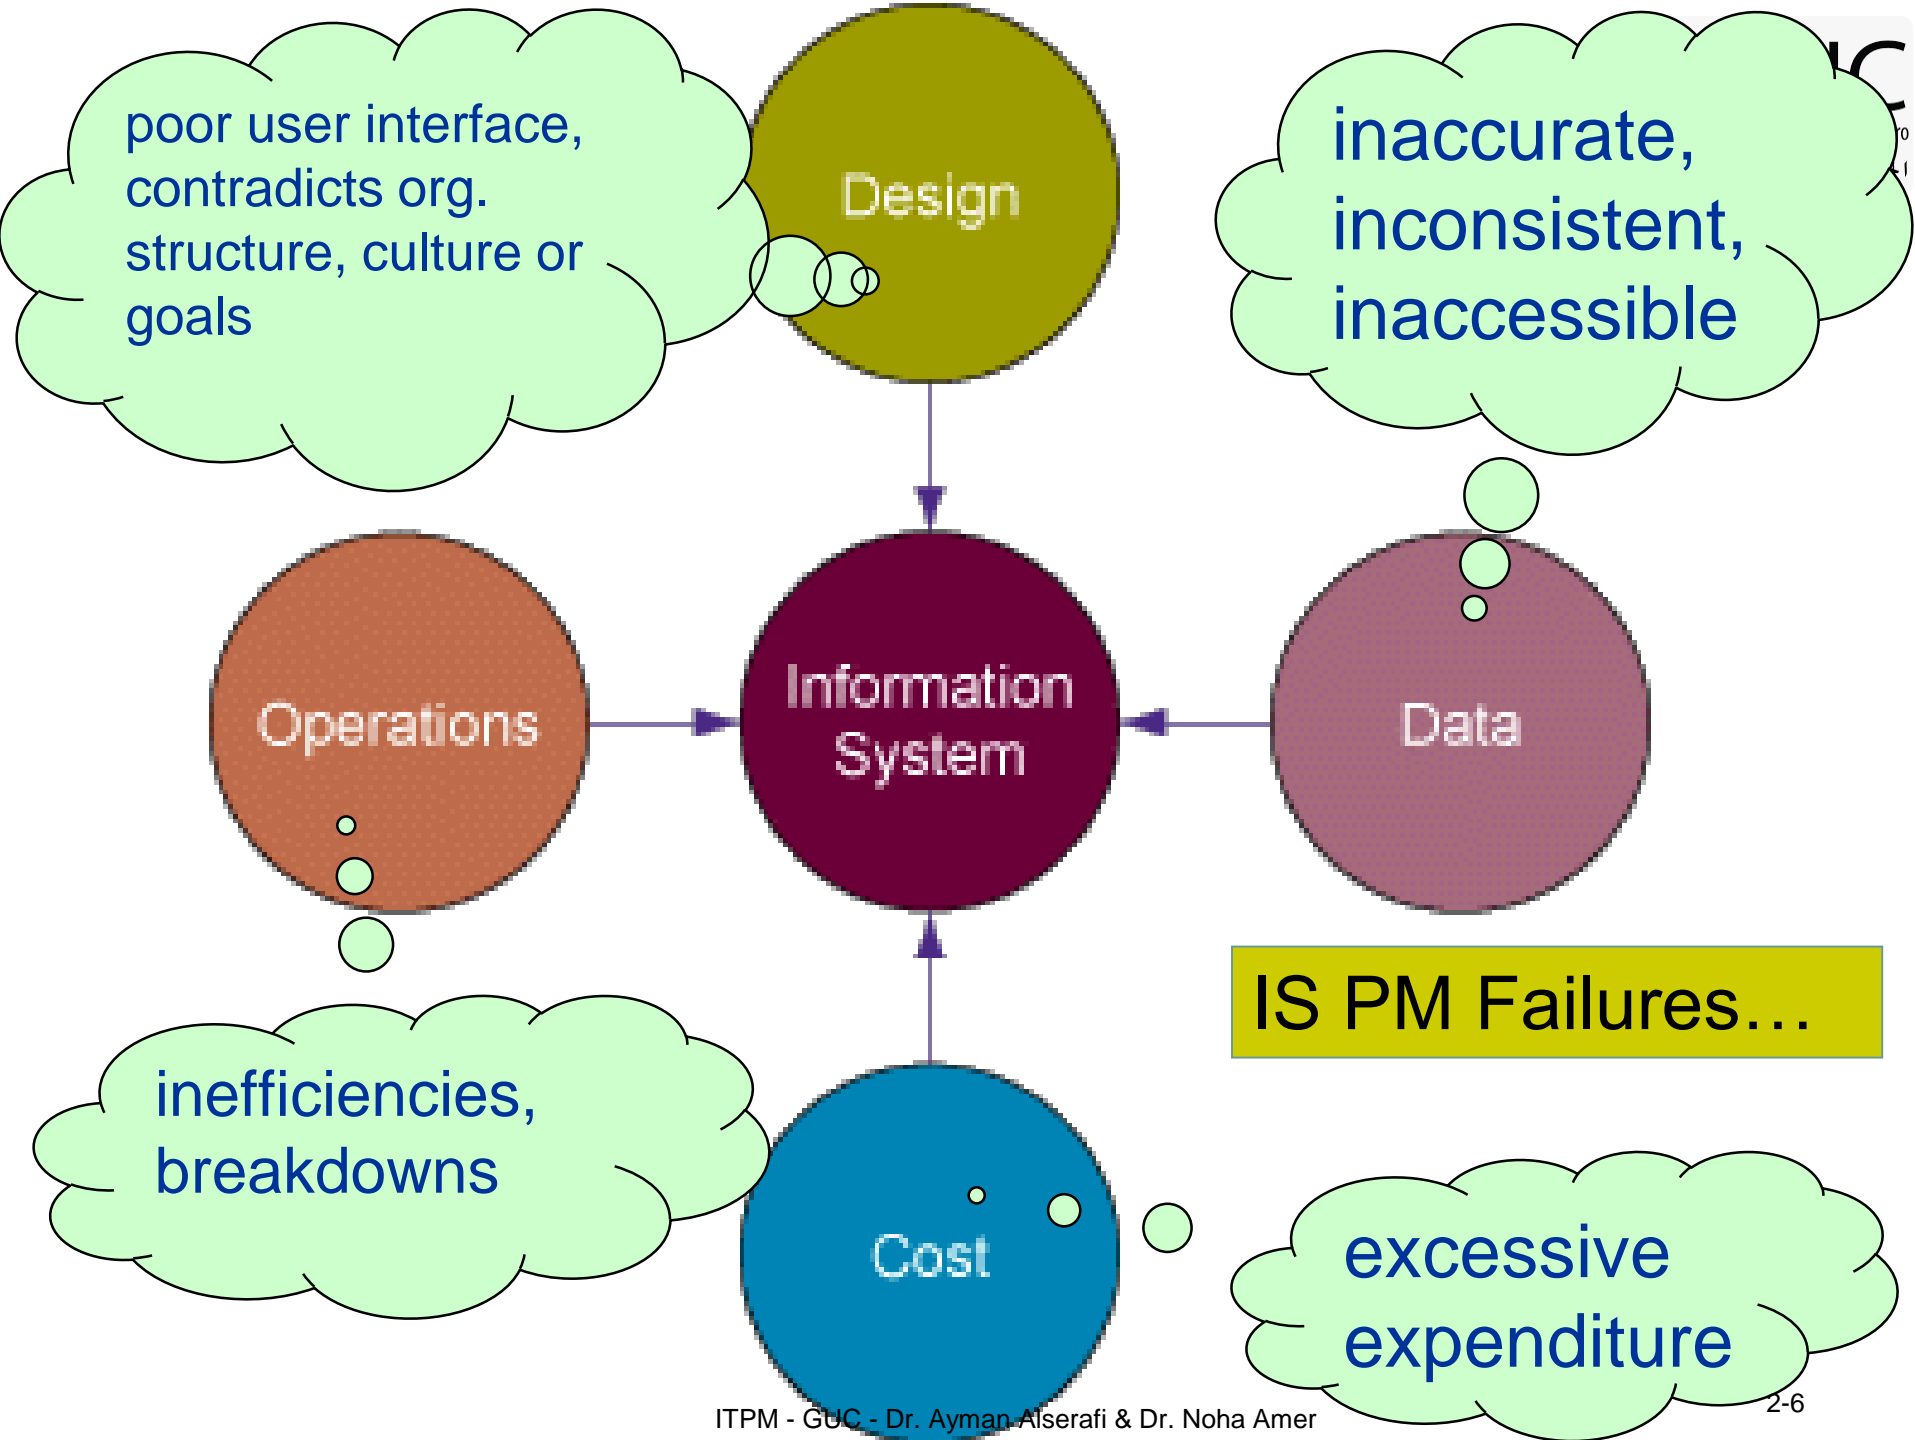 poor user interface,
contradicts org.
structure, culture or
goals
Design
inaccurate,
inconsistent,
inaccessible
Operations
Information
System
Data
IS PM Failures…
inefficiencies,
breakdowns
Cost
excessive
expenditure
ITPM - GUC - Dr. Ayman Alserafi & Dr. Noha Amer
2-6